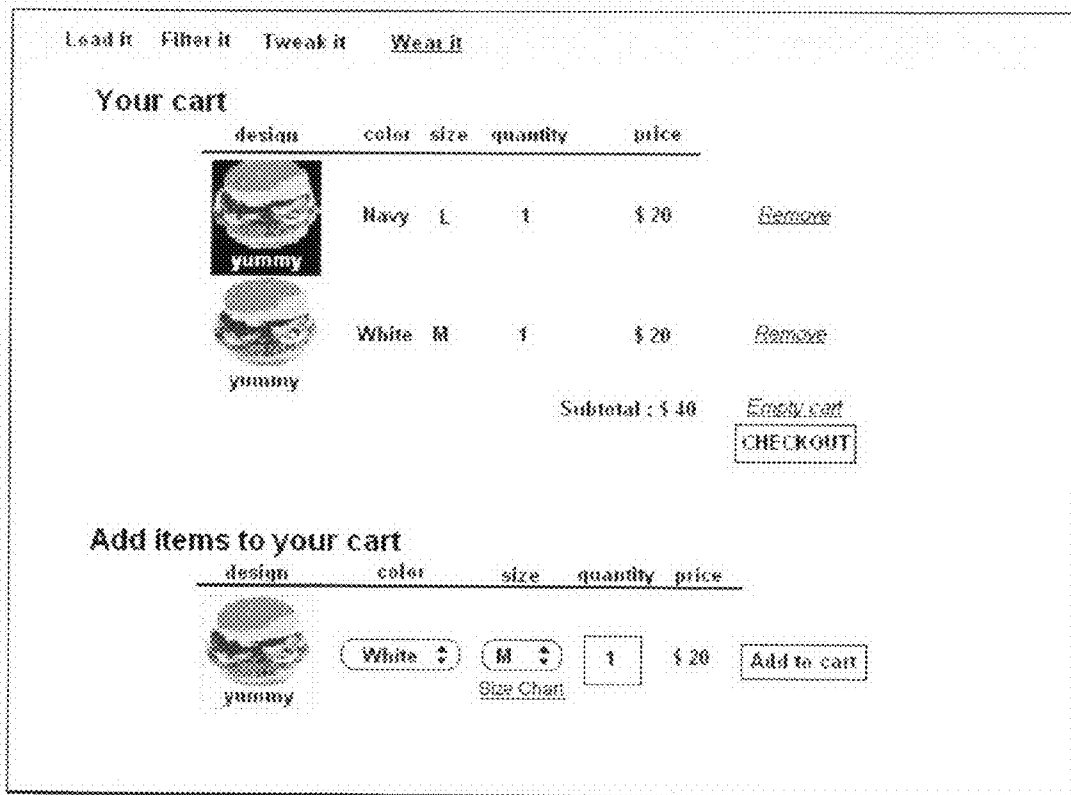 Load it Filter it Tweak it Wear it
Your cart
design color size quantity price
yummy Navy L 1 $ 20 Remove
yummy White M 1 $ 20 Remove
Subtotal : $ 40 Empty cart
CHECKOUT
Add items to your cart
design color size quantity price
White M 1 $ 20 Add to cart
yummy Size Chart